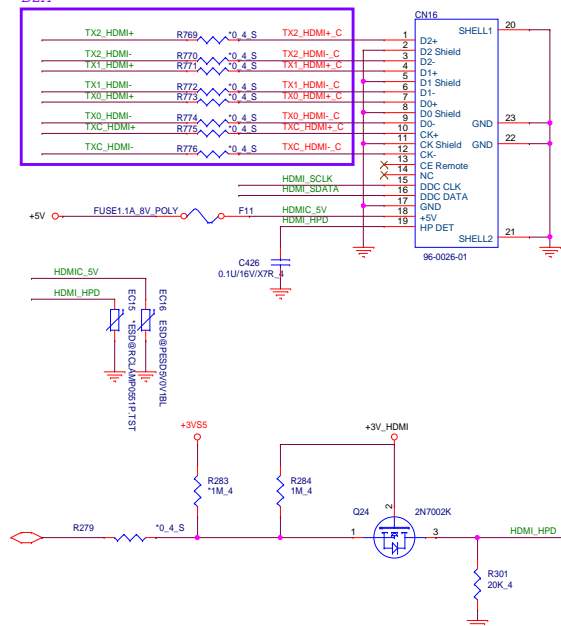 CN16
TX2_HDMI+ R769 *0_4_S TX2_HDMI+_C 1 D2+ SHELL1 20
2 D2 Shield
TX2_HDMI- R770 *0_4_S TX2_HDMI-_C 3 D2-
TX1_HDMI+ R771 *0_4_S TX1_HDMI+_C 4 D1+
5 D1 Shield
TX1_HDMI- R772 *0_4_S TX1_HDMI-_C 6 D1-
TX0_HDMI+ R773 *0_4_S TX0_HDMI+_C 7 D0+
8 D0 Shield
TX0_HDMI- R774 *0_4_S TX0_HDMI-_C 9 D0- GND 23
TXC_HDMI+ R775 *0_4_S TXC_HDMI+_C 10 CK+
11 CK Shield GND 22
TXC_HDMI- R776 *0_4_S TXC_HDMI-_C 12 CK-
13 CE Remote
14 NC
HDMI_SCLK 15 DDC CLK
HDMI_SDATA 16 DDC DATA
17 GND
+5V FUSE1.1A_8V_POLY F11 HDMIC_5V 18 +5V
HDMI_HPD 19 HP DET
SHELL2 21
96-0026-01
C426
0.1U/16V/X7R_4
HDMIC_5V
HDMI_HPD
EC15 *ESD@RCLAMP0551P.TST
EC16 ESD@PESD5V0V1BL
+3VS5
+3V_HDMI
R283
*1M_4
R284
1M_4
Q24 2 2N7002K
R279 *0_4_S 1 3 HDMI_HPD
R301
20K_4